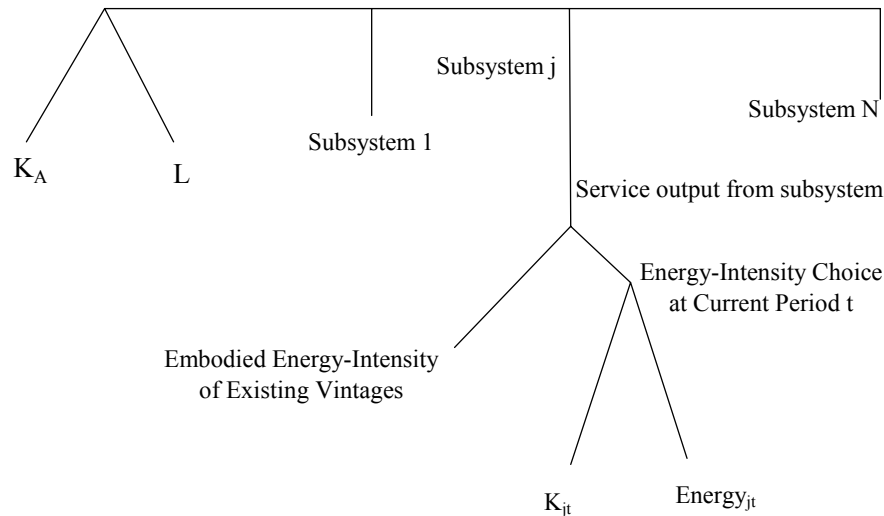 Subsystem j
Subsystem N
Subsystem 1
K_A
L
Service output from subsystem
Energy-Intensity Choice
at Current Period t
Embodied Energy-Intensity
of Existing Vintages
K_jt
Energy_jt